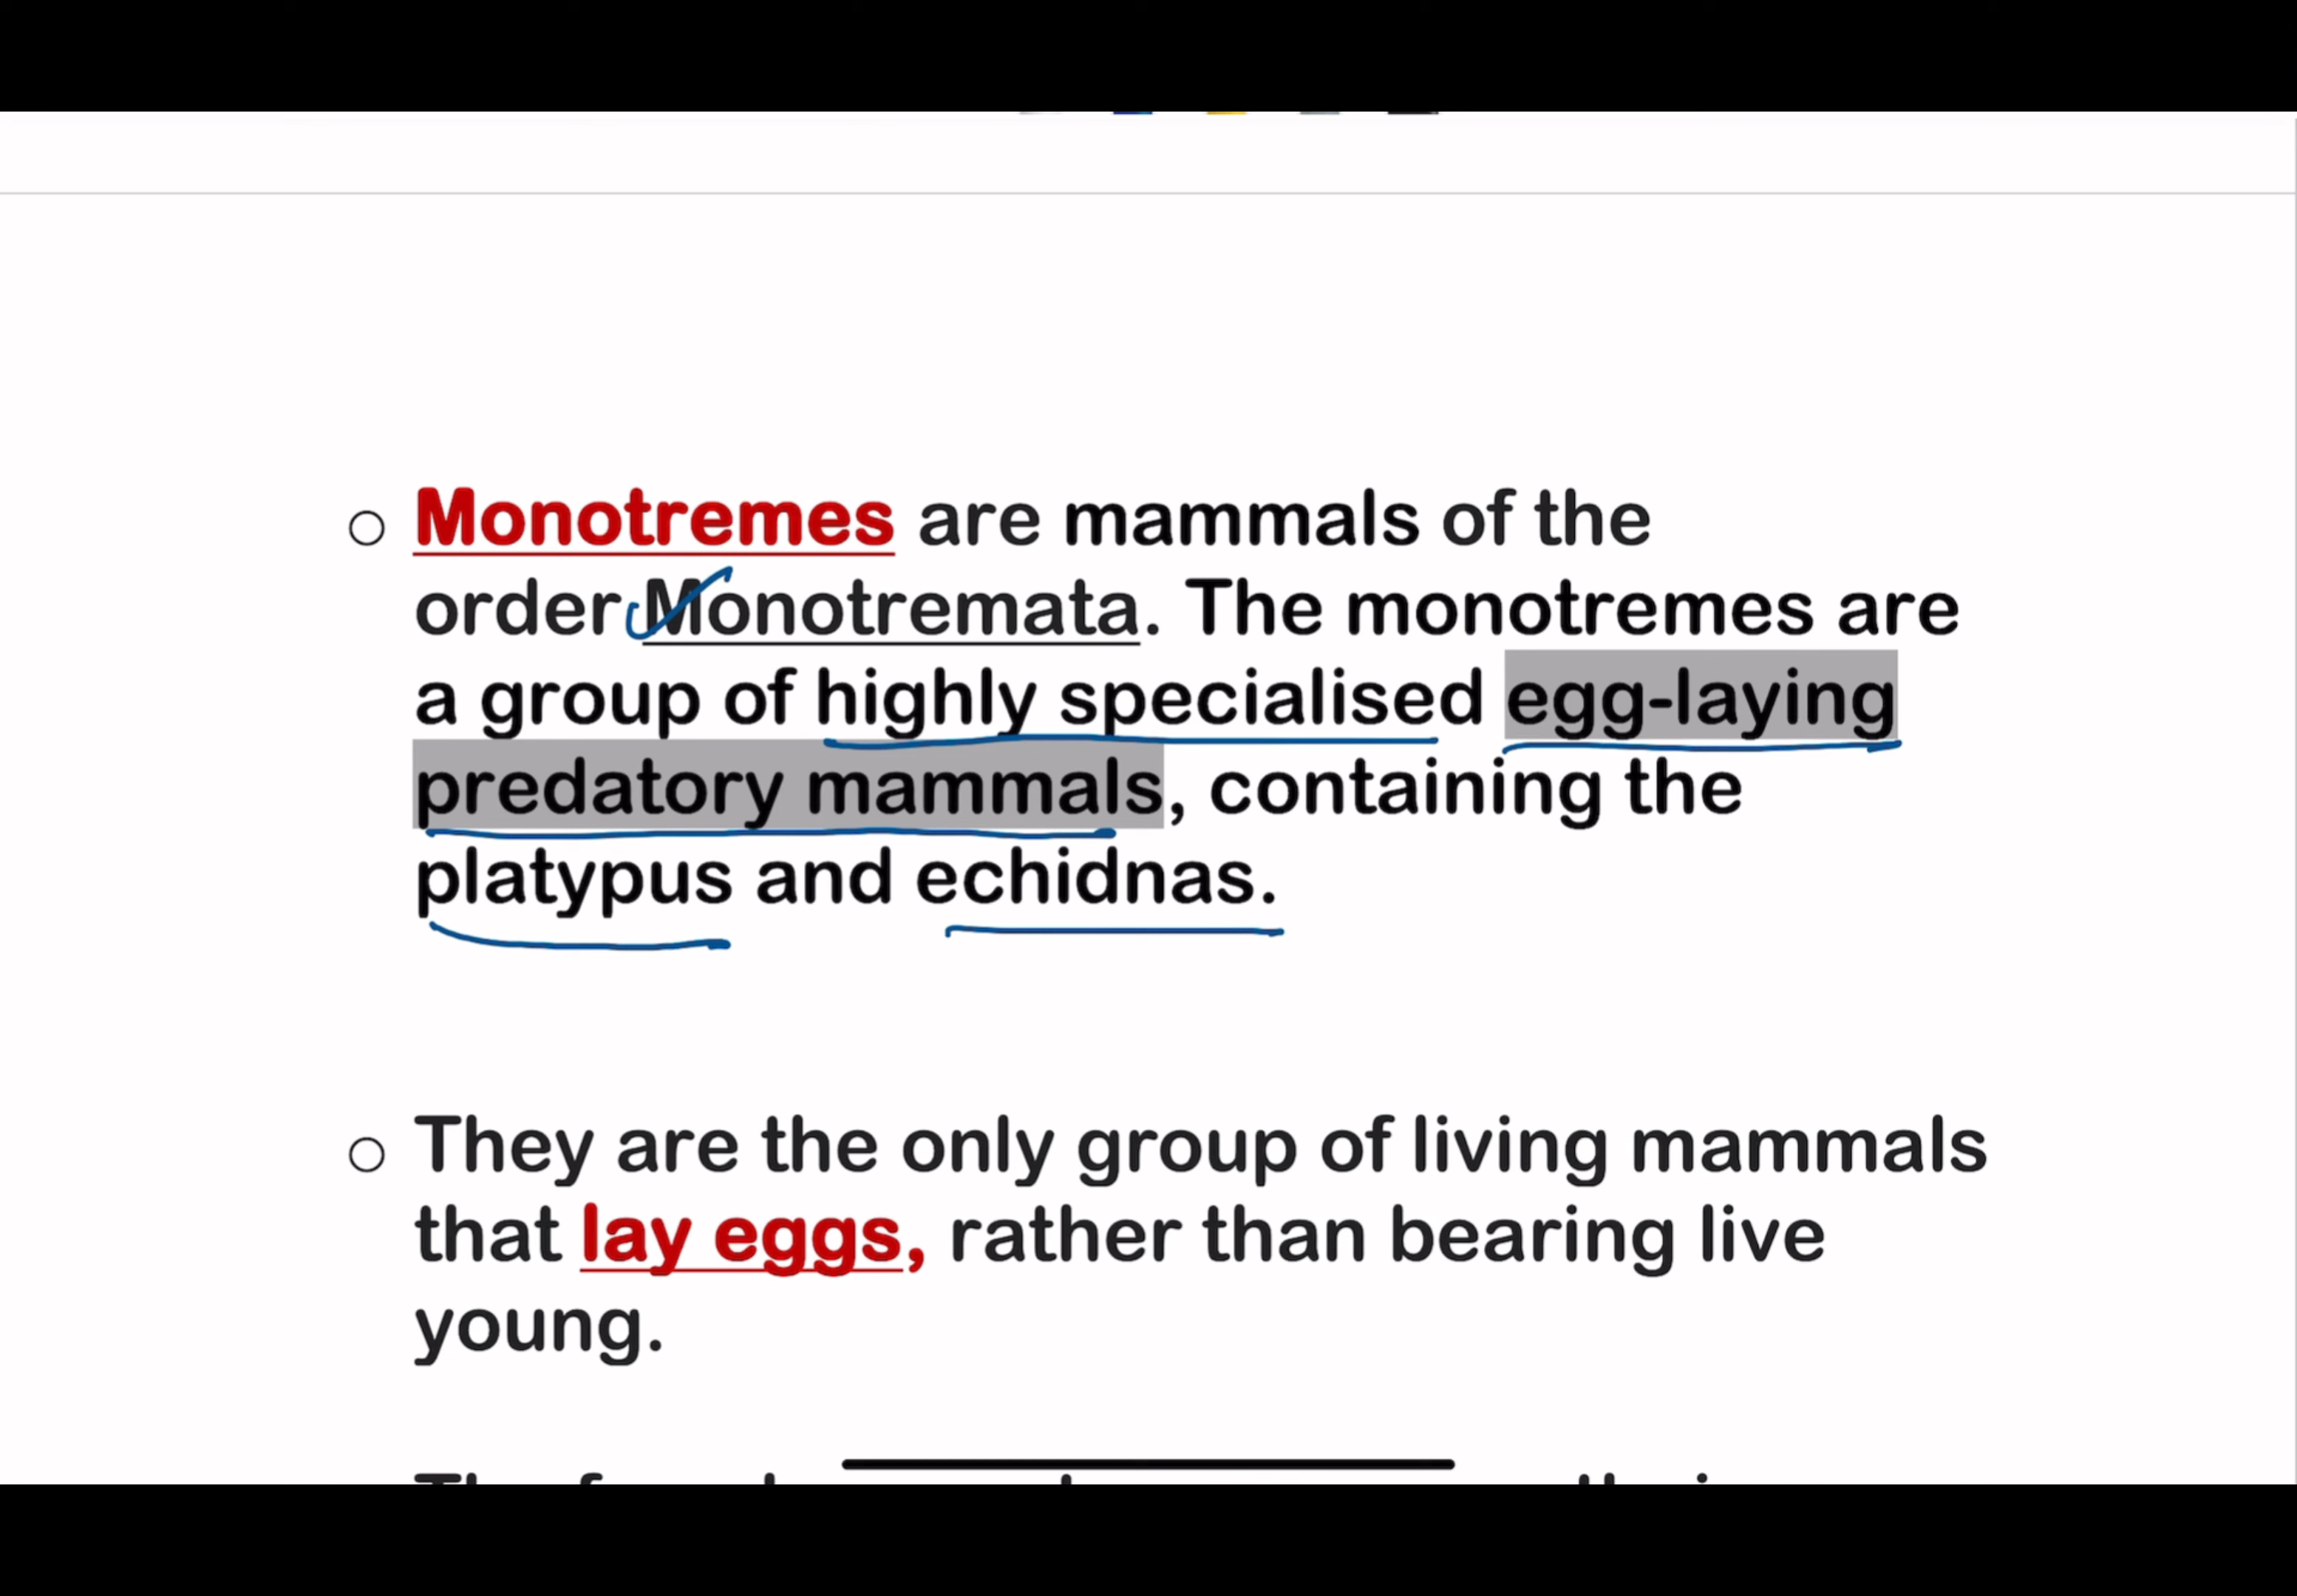 Monotremes are mammals of the
order Monotremata. The monotremes are
a group of highly specialised egg-laying
predatory mammals, containing the
platypus and echidnas.
They are the only group of living mammals
that lay eggs, rather than bearing live
young.